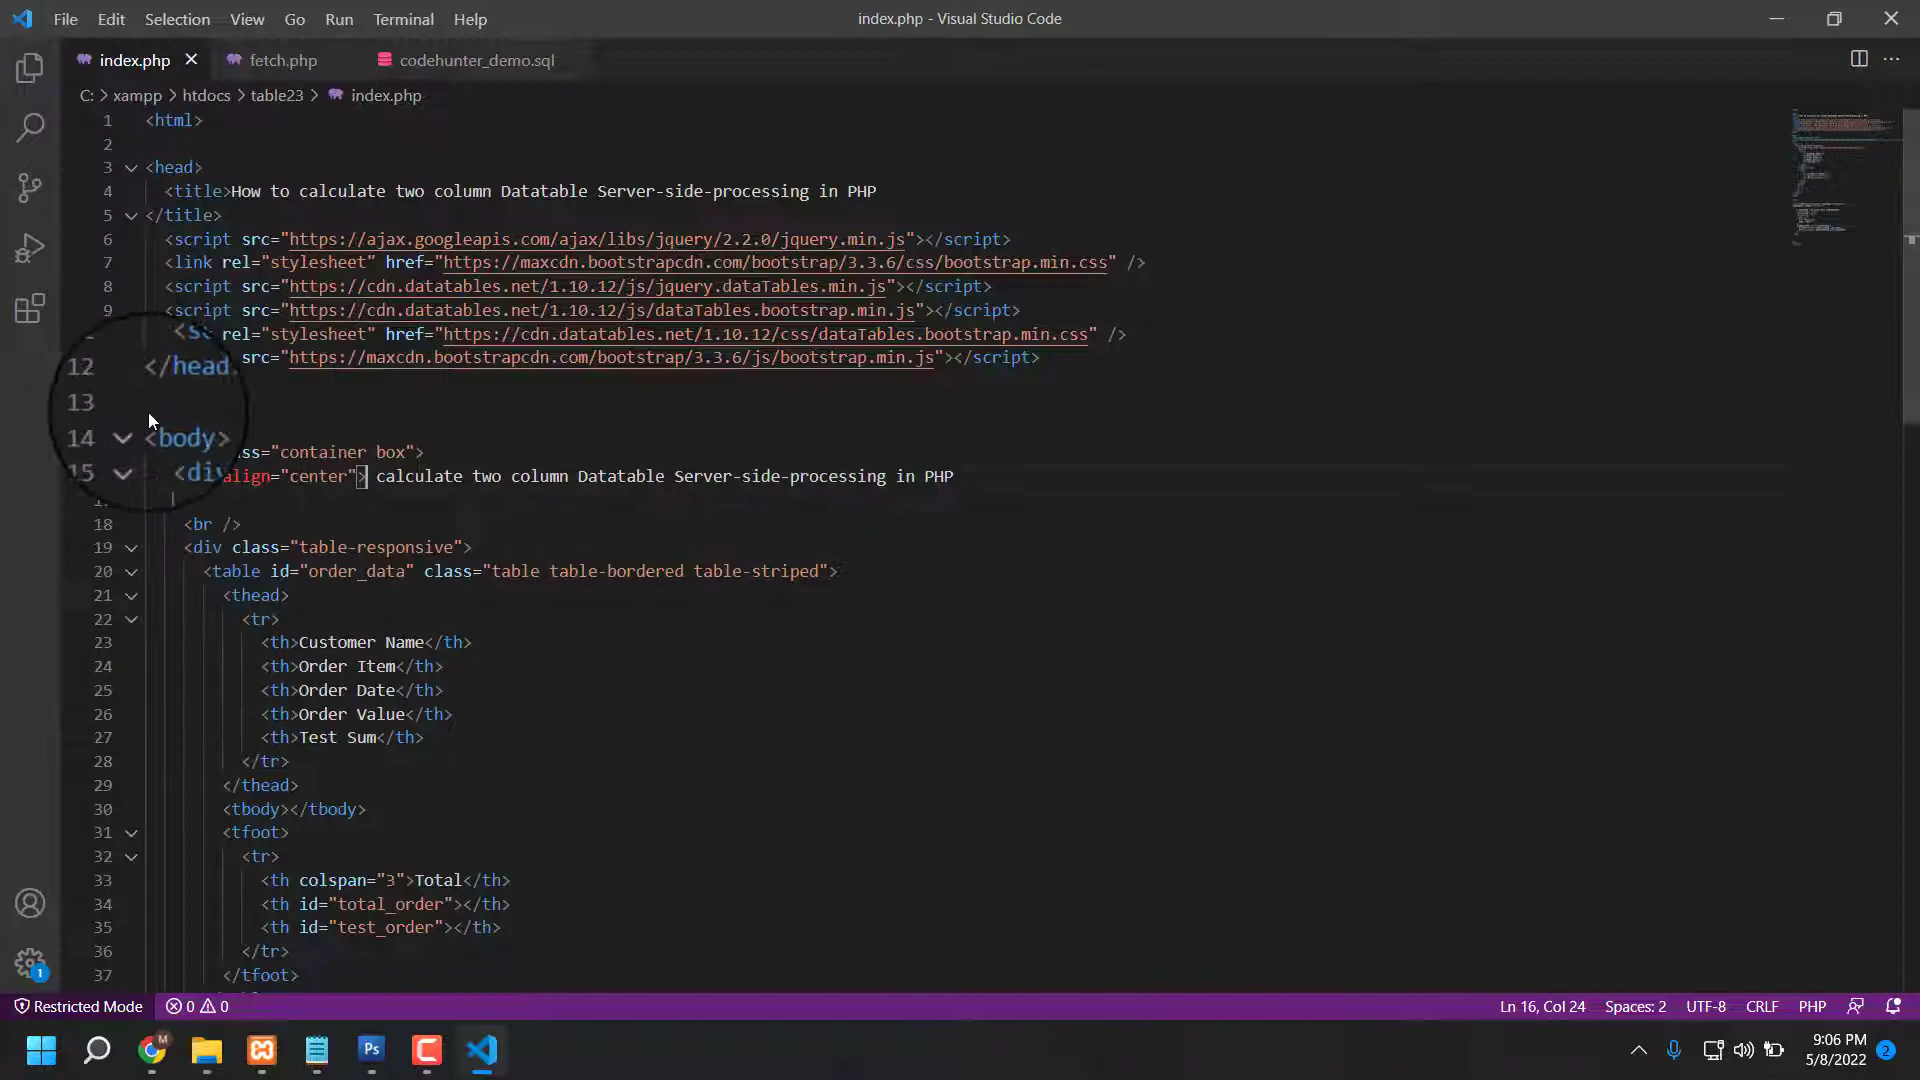 File Edit Selection View Go Run Terminal Help
index.php - Visual Studio Code
index.php fetch.php codehunter_demo.sql
C: > xampp > htdocs > table23 > index.php
1 <html>
2
3 <head>
4 <title>How to calculate two column Datatable Server-side-processing in PHP
5 </title>
6 <script src="https://ajax.googleapis.com/ajax/libs/jquery/2.2.0/jquery.min.js"></script>
7 <link rel="stylesheet" href="https://maxcdn.bootstrapcdn.com/bootstrap/3.3.6/css/bootstrap.min.css" />
8 <script src="https://cdn.datatables.net/1.10.12/js/jquery.dataTables.min.js"></script>
9 <script src="https://cdn.datatables.net/1.10.12/js/dataTables.bootstrap.min.js"></script>
rel="stylesheet" href="https://cdn.datatables.net/1.10.12/css/dataTables.bootstrap.min.css" />
src="https://maxcdn.bootstrapcdn.com/bootstrap/3.3.6/js/bootstrap.min.js"></script>
12 </head
13
14 <body>
15 <div
ss="container box">
align="center"> calculate two column Datatable Server-side-processing in PHP
18 <br />
19 <div class="table-responsive">
20 <table id="order_data" class="table table-bordered table-striped">
21 <thead>
22 <tr>
23 <th>Customer Name</th>
24 <th>Order Item</th>
25 <th>Order Date</th>
26 <th>Order Value</th>
27 <th>Test Sum</th>
28 </tr>
29 </thead>
30 <tbody></tbody>
31 <tfoot>
32 <tr>
33 <th colspan="3">Total</th>
34 <th id="total_order"></th>
35 <th id="test_order"></th>
36 </tr>
37 </tfoot>
1
Restricted Mode 0 0 Ln 16, Col 24 Spaces: 2 UTF-8 CRLF PHP
M Ps C
9:06 PM
5/8/2022 2